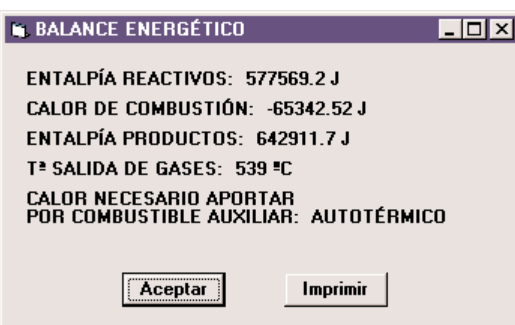 BALANCE ENERGÉTICO
ENTALPÍA REACTIVOS: 577569.2 J
CALOR DE COMBUSTIÓN: -65342.52 J
ENTALPÍA PRODUCTOS: 642911.7 J
Tª SALIDA DE GASES: 539 ºC
CALOR NECESARIO APORTAR
POR COMBUSTIBLE AUXILIAR: AUTOTÉRMICO
Aceptar Imprimir